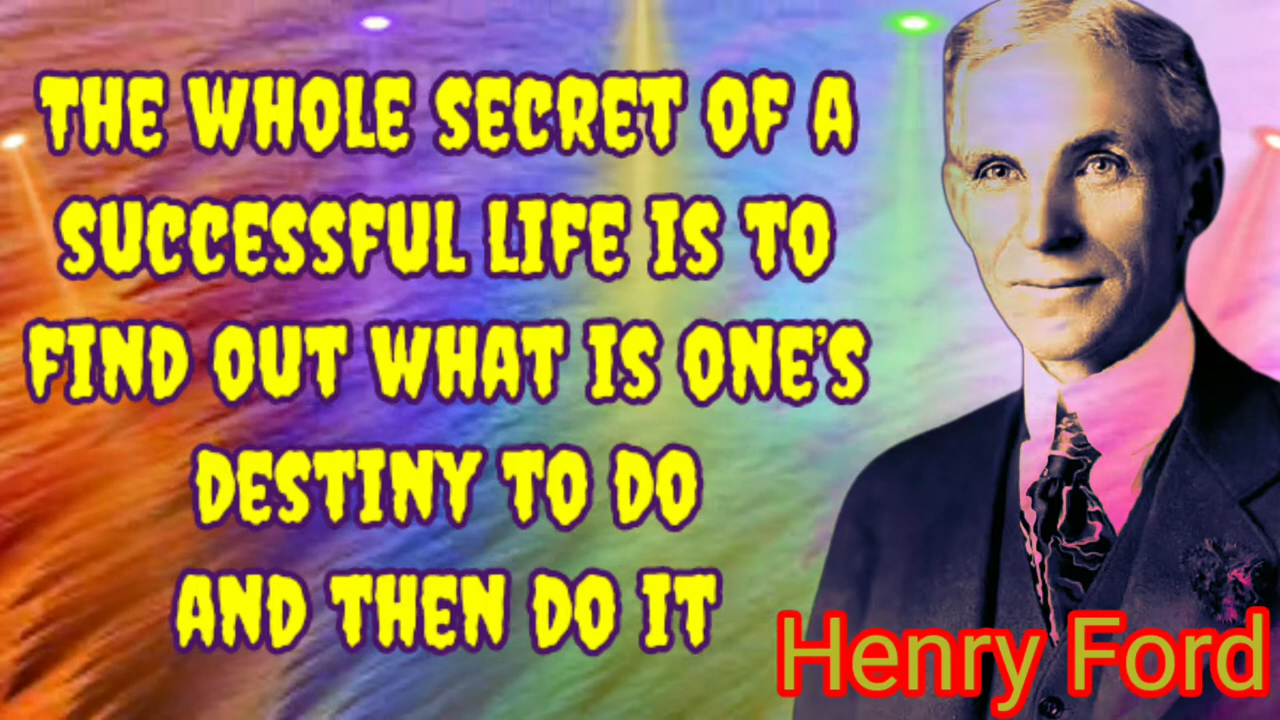 THE WHOLE SECRET OF A
SUCCESSFUL LIFE IS TO
FIND OUT WHAT IS ONE'S
DESTINY TO DO
AND THEN DO IT
Henry Ford